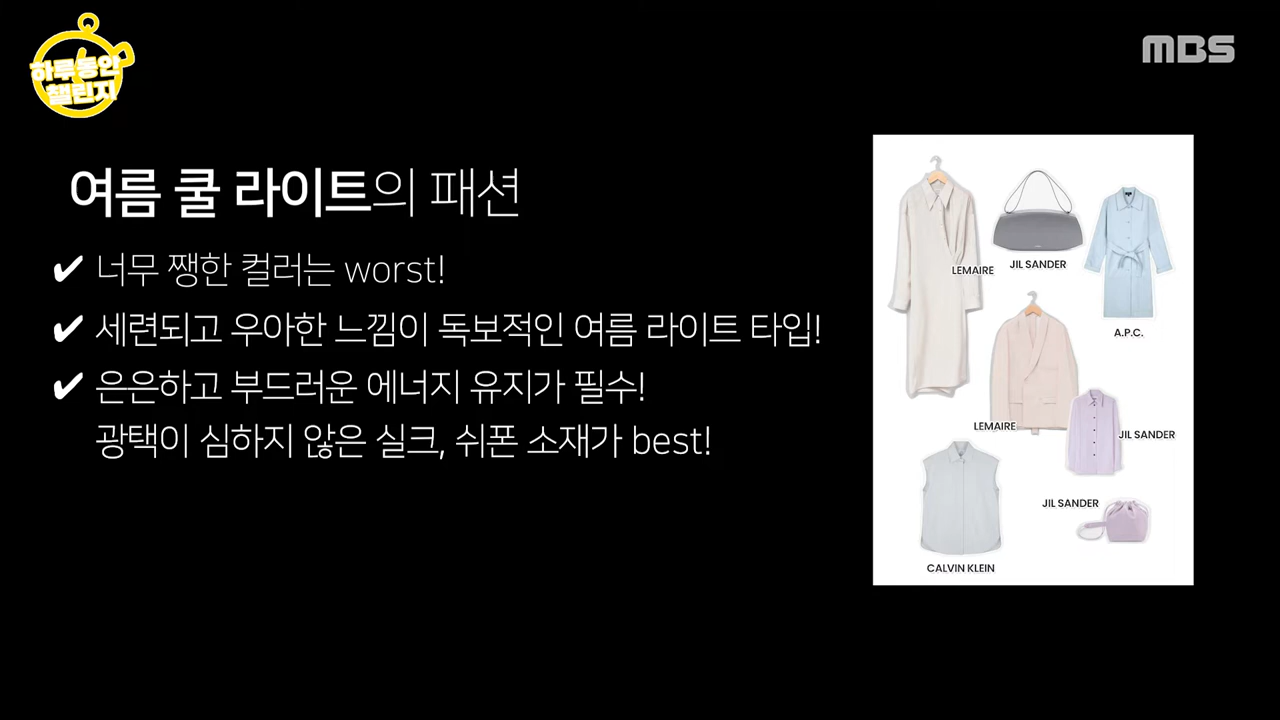 하루동안
챌린지
MBS
여름 쿨 라이트의 패션
✔ 너무 쨍한 컬러는 worst!
✔ 세련되고 우아한 느낌이 독보적인 여름 라이트 타입!
✔ 은은하고 부드러운 에너지 유지가 필수!
광택이 심하지 않은 실크, 쉬폰 소재가 best!
LEMAIRE
JIL SANDER
A.P.C.
LEMAIRE
JIL SANDER
JIL SANDER
CALVIN KLEIN